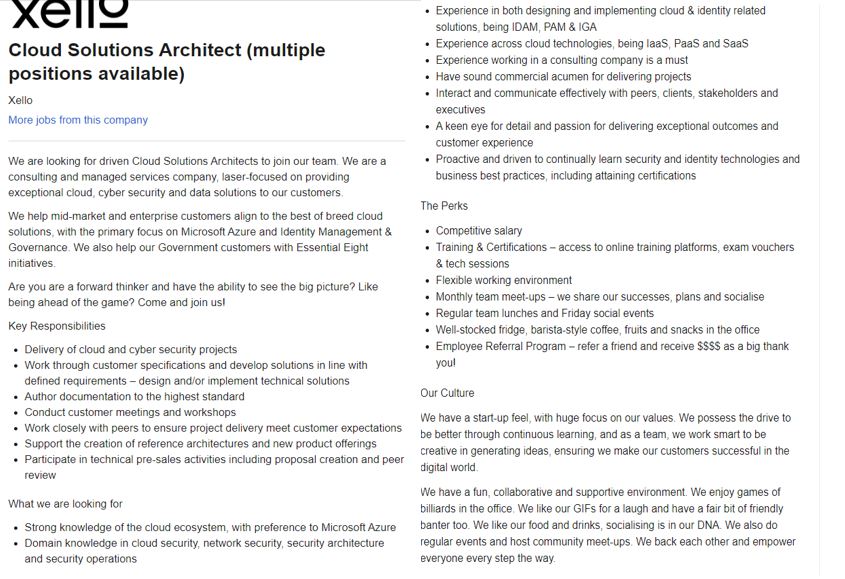 xello
Cloud Solutions Architect (multiple
positions available)
Xello
More jobs from this company
We are looking for driven Cloud Solutions Architects to join our team. We are a
consulting and managed services company, laser-focused on providing
exceptional cloud, cyber security and data solutions to our customers.
We help mid-market and enterprise customers align to the best of breed cloud
solutions, with the primary focus on Microsoft Azure and Identity Management &
Governance. We also help our Government customers with Essential Eight
initiatives.
Are you are a forward thinker and have the ability to see the big picture? Like
being ahead of the game? Come and join us!
Key Responsibilities
• Delivery of cloud and cyber security projects
• Work through customer specifications and develop solutions in line with
defined requirements – design and/or implement technical solutions
• Author documentation to the highest standard
• Conduct customer meetings and workshops
• Work closely with peers to ensure project delivery meet customer expectations
• Support the creation of reference architectures and new product offerings
• Participate in technical pre-sales activities including proposal creation and peer
review
What we are looking for
• Strong knowledge of the cloud ecosystem, with preference to Microsoft Azure
• Domain knowledge in cloud security, network security, security architecture
and security operations
• Experience in both designing and implementing cloud & identity related
solutions, being IDAM, PAM & IGA
• Experience across cloud technologies, being IaaS, PaaS and SaaS
• Experience working in a consulting company is a must
• Have sound commercial acumen for delivering projects
• Interact and communicate effectively with peers, clients, stakeholders and
executives
• A keen eye for detail and passion for delivering exceptional outcomes and
customer experience
• Proactive and driven to continually learn security and identity technologies and
business best practices, including attaining certifications
The Perks
• Competitive salary
• Training & Certifications – access to online training platforms, exam vouchers
& tech sessions
• Flexible working environment
• Monthly team meet-ups – we share our successes, plans and socialise
• Regular team lunches and Friday social events
• Well-stocked fridge, barista-style coffee, fruits and snacks in the office
• Employee Referral Program – refer a friend and receive $$$$ as a big thank
you!
Our Culture
We have a start-up feel, with huge focus on our values. We possess the drive to
be better through continuous learning, and as a team, we work smart to be
creative in generating ideas, ensuring we make our customers successful in the
digital world.
We have a fun, collaborative and supportive environment. We enjoy games of
billiards in the office. We like our GIFs for a laugh and have a fair bit of friendly
banter too. We like our food and drinks, socialising is in our DNA. We also do
regular events and host community meet-ups. We back each other and empower
everyone every step the way.